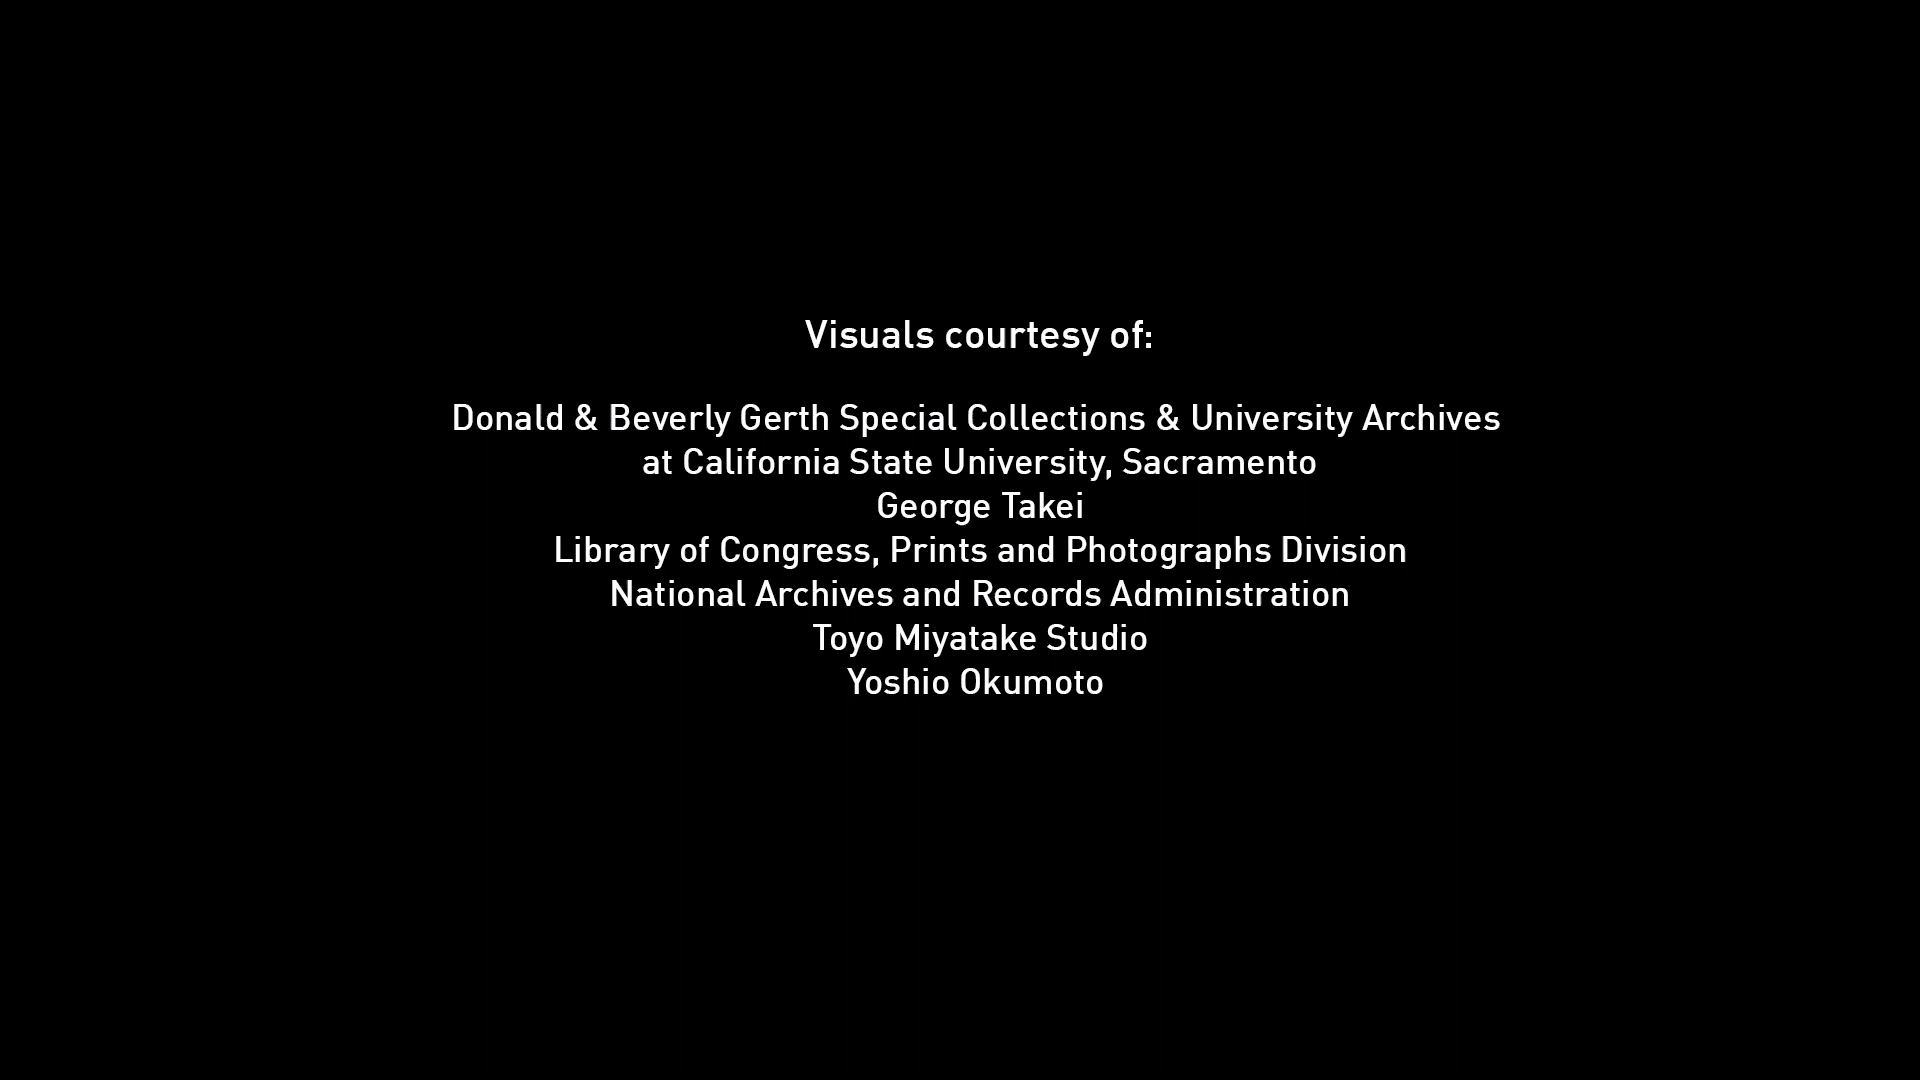 Visuals courtesy of:
Donald & Beverly Gerth Special Collections & University Archives
at California State University, Sacramento
George Takei
Library of Congress, Prints and Photographs Division
National Archives and Records Administration
Toyo Miyatake Studio
Yoshio Okumoto